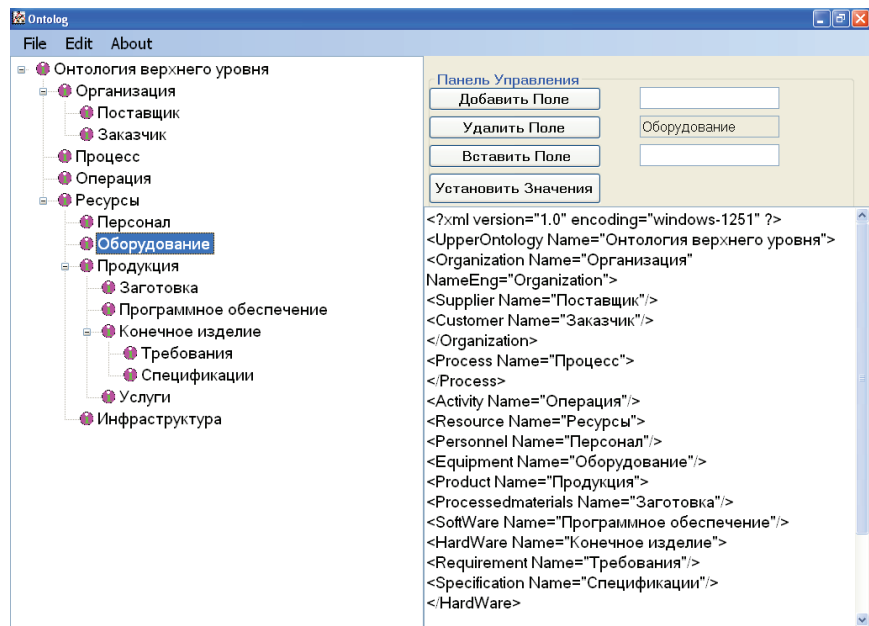 Ontolog
File Edit About
Онтология верхнего уровня
Организация
Поставщик
Заказчик
Процесс
Операция
Ресурсы
Персонал
Оборудование
Продукция
Заготовка
Программное обеспечение
Конечное изделие
Требования
Спецификации
Услуги
Инфраструктура
Панель Управления
Добавить Поле
Удалить Поле Оборудование
Вставить Поле
Установить Значения
<?xml version="1.0" encoding="windows-1251" ?>
<UpperOntology Name="Онтология верхнего уровня">
<Organization Name="Организация"
NameEng="Organization">
<Supplier Name="Поставщик"/>
<Customer Name="Заказчик"/>
</Organization>
<Process Name="Процесс">
</Process>
<Activity Name="Операция"/>
<Resource Name="Ресурсы">
<Personnel Name="Персонал"/>
<Equipment Name="Оборудование"/>
<Product Name="Продукция">
<Processedmaterials Name="Заготовка"/>
<SoftWare Name="Программное обеспечение"/>
<HardWare Name="Конечное изделие">
<Requirement Name="Требования"/>
<Specification Name="Спецификации"/>
</HardWare>